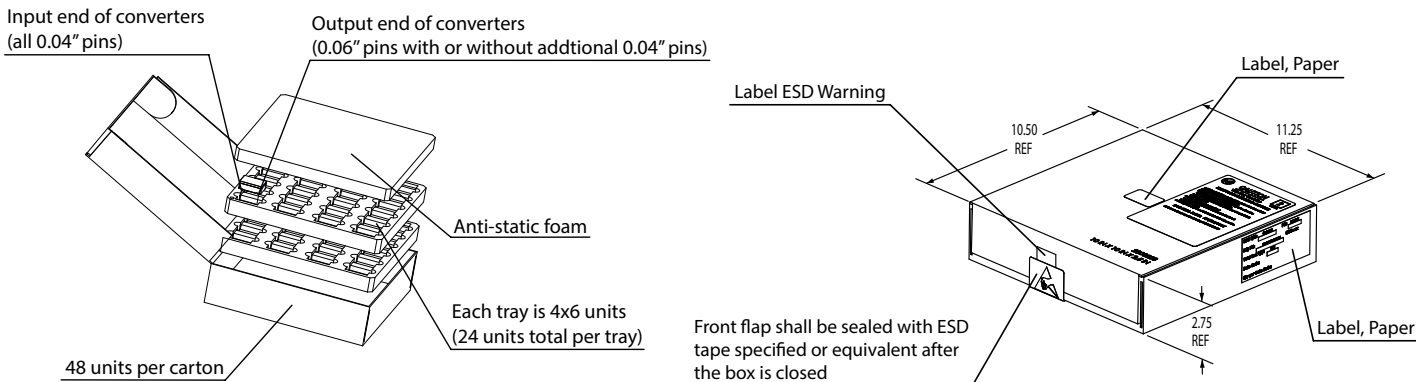 Input end of converters
(all 0.04" pins)
Output end of converters
(0.06" pins with or without addtional 0.04" pins)
Anti-static foam
Each tray is 4x6 units
(24 units total per tray)
48 units per carton
Label, Paper
Label ESD Warning
10.50
REF
11.25
REF
2.75
REF
Label, Paper
Front flap shall be sealed with ESD
tape specified or equivalent after
the box is closed